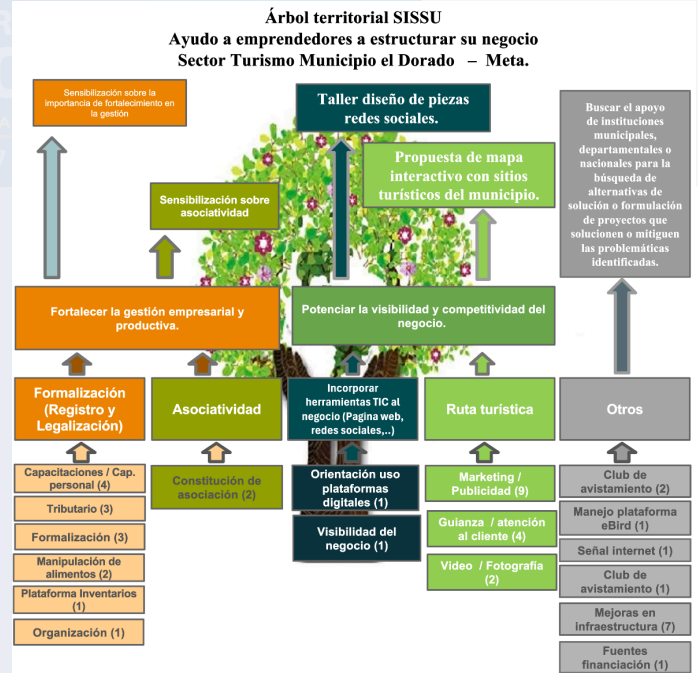 Árbol territorial SISSU
Ayudo a emprendedores a estructurar su negocio
Sector Turismo Municipio el Dorado – Meta.
Sensibilización sobre la
importancia de fortalecimiento en
la gestión
Taller diseño de piezas
redes sociales.
Buscar el apoyo
de instituciones
municipales,
departamentales o
nacionales para la
búsqueda de
alternativas de
solución o formulación
de proyectos que
solucionen o mitiguen
las problemáticas
identificadas.
Propuesta de mapa
interactivo con sitios
turísticos del municipio.
Sensibilización sobre
asociatividad
Fortalecer la gestión empresarial y
productiva.
Potenciar la visibilidad y competitividad del
negocio.
Formalización
(Registro y
Legalización)
Asociatividad
Incorporar
herramientas TIC al
negocio (Pagina web,
redes sociales,..)
Ruta turística
Otros
Capacitaciones / Cap.
personal (4)
Tributario (3)
Formalización (3)
Manipulación de
alimentos (2)
Plataforma Inventarios
(1)
Organización (1)
Constitución de
asociación (2)
Orientación uso
plataformas
digitales (1)
Visibilidad del
negocio (1)
Marketing /
Publicidad (9)
Guianza / atención
al cliente (4)
Video / Fotografía
(2)
Club de
avistamiento (2)
Manejo plataforma
eBird (1)
Señal internet (1)
Club de
avistamiento (1)
Mejoras en
infraestructura (7)
Fuentes
financiación (1)